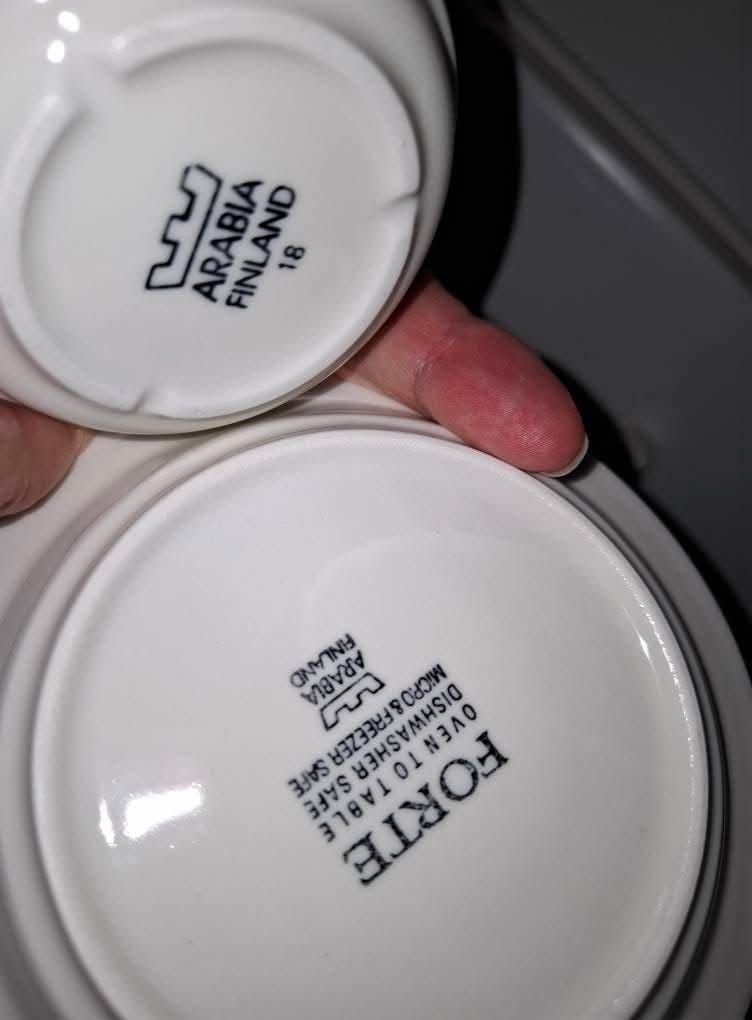 ARABIA
FINLAND
18
FORTE
OVEN TO TABLE
DISHWASHER SAFE
MICRO & FREEZER SAFE
ARABIA
FINLAND